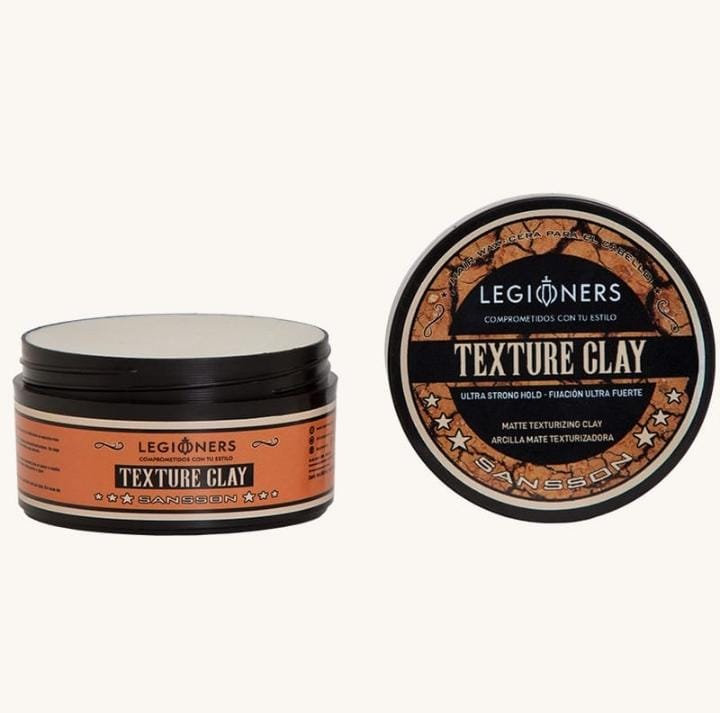 LEGIONERS
COMPROMETIDOS CON TU ESTILO
TEXTURE CLAY
SANSSON
HAIR WAX·CERA PARA EL CABELLO
LEGIONERS
COMPROMETIDOS CON TU ESTILO
TEXTURE CLAY
ULTRA STRONG HOLD - FIJACIÓN ULTRA FUERTE
MATTE TEXTURIZING CLAY
ARCILLA MATE TEXTURIZADORA
SANSSON